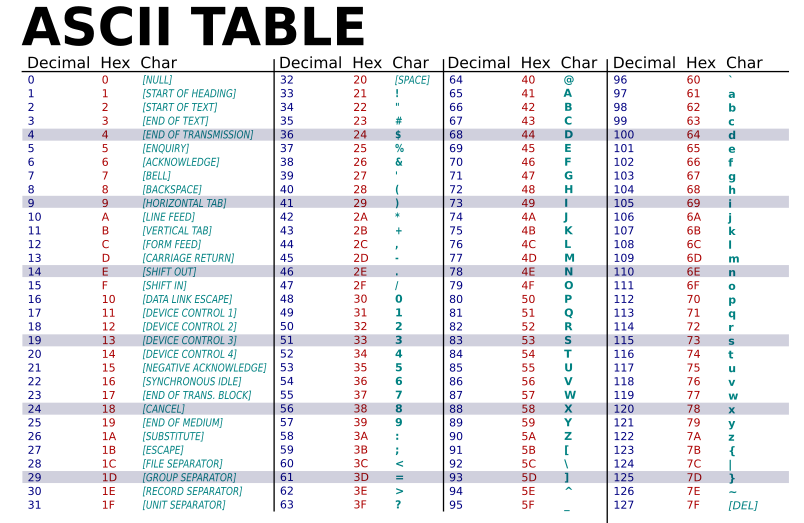 ASCII TABLE
Decimal Hex Char Decimal Hex Char Decimal Hex Char Decimal Hex Char
0 0 [NULL] 32 20 [SPACE] 64 40 @ 96 60 `
1 1 [START OF HEADING] 33 21 ! 65 41 A 97 61 a
2 2 [START OF TEXT] 34 22 " 66 42 B 98 62 b
3 3 [END OF TEXT] 35 23 # 67 43 C 99 63 c
4 4 [END OF TRANSMISSION] 36 24 $ 68 44 D 100 64 d
5 5 [ENQUIRY] 37 25 % 69 45 E 101 65 e
6 6 [ACKNOWLEDGE] 38 26 & 70 46 F 102 66 f
7 7 [BELL] 39 27 ' 71 47 G 103 67 g
8 8 [BACKSPACE] 40 28 ( 72 48 H 104 68 h
9 9 [HORIZONTAL TAB] 41 29 ) 73 49 I 105 69 i
10 A [LINE FEED] 42 2A * 74 4A J 106 6A j
11 B [VERTICAL TAB] 43 2B + 75 4B K 107 6B k
12 C [FORM FEED] 44 2C , 76 4C L 108 6C l
13 D [CARRIAGE RETURN] 45 2D - 77 4D M 109 6D m
14 E [SHIFT OUT] 46 2E . 78 4E N 110 6E n
15 F [SHIFT IN] 47 2F / 79 4F O 111 6F o
16 10 [DATA LINK ESCAPE] 48 30 0 80 50 P 112 70 p
17 11 [DEVICE CONTROL 1] 49 31 1 81 51 Q 113 71 q
18 12 [DEVICE CONTROL 2] 50 32 2 82 52 R 114 72 r
19 13 [DEVICE CONTROL 3] 51 33 3 83 53 S 115 73 s
20 14 [DEVICE CONTROL 4] 52 34 4 84 54 T 116 74 t
21 15 [NEGATIVE ACKNOWLEDGE] 53 35 5 85 55 U 117 75 u
22 16 [SYNCHRONOUS IDLE] 54 36 6 86 56 V 118 76 v
23 17 [END OF TRANS. BLOCK] 55 37 7 87 57 W 119 77 w
24 18 [CANCEL] 56 38 8 88 58 X 120 78 x
25 19 [END OF MEDIUM] 57 39 9 89 59 Y 121 79 y
26 1A [SUBSTITUTE] 58 3A : 90 5A Z 122 7A z
27 1B [ESCAPE] 59 3B ; 91 5B [ 123 7B {
28 1C [FILE SEPARATOR] 60 3C < 92 5C \ 124 7C |
29 1D [GROUP SEPARATOR] 61 3D = 93 5D ] 125 7D }
30 1E [RECORD SEPARATOR] 62 3E > 94 5E ^ 126 7E ~
31 1F [UNIT SEPARATOR] 63 3F ? 95 5F _ 127 7F [DEL]